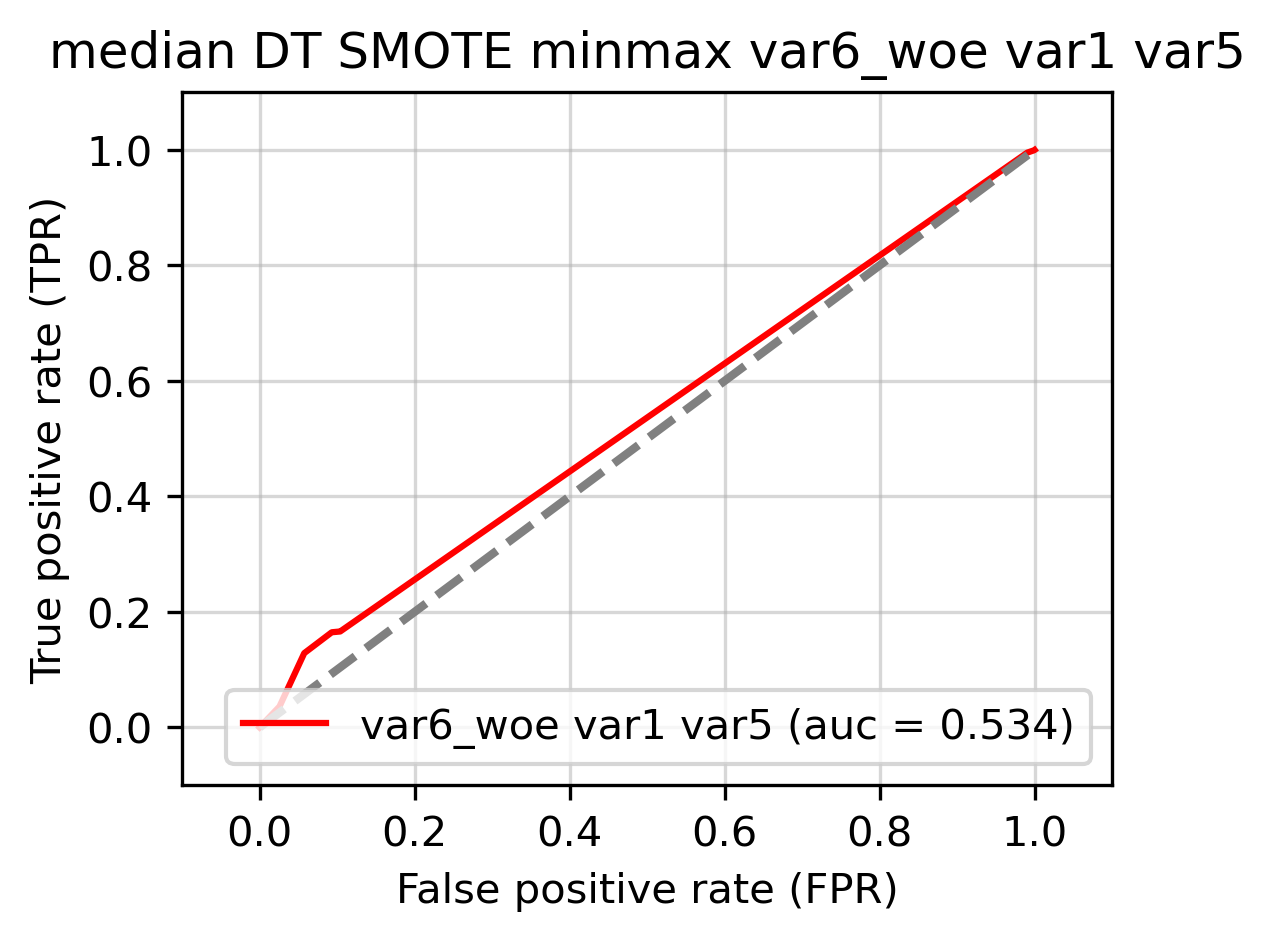 median DT SMOTE minmax var6_woe var1 var5
True positive rate (TPR)
1.0
0.8
0.6
0.4
0.2
0.0
var6_woe var1 var5 (auc = 0.534)
0.0 0.2 0.4 0.6 0.8 1.0
False positive rate (FPR)